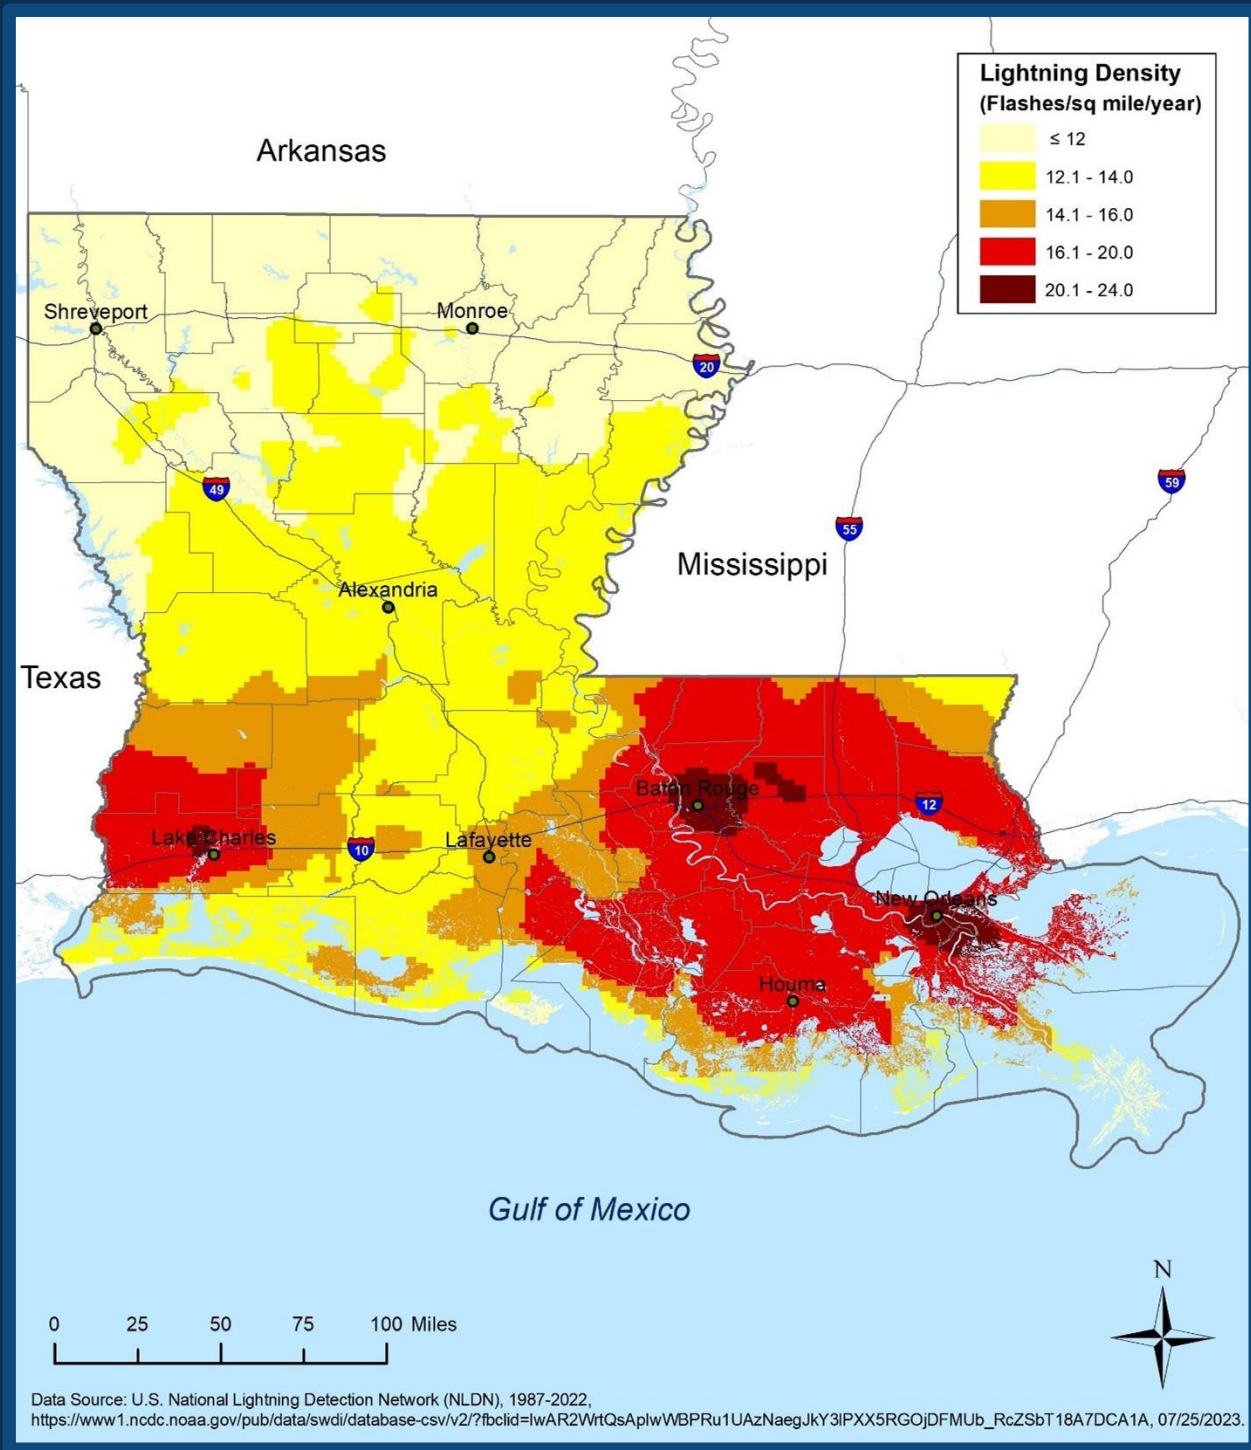 Lightning Density
(Flashes/sq mile/year)
≤ 12
12.1 - 14.0
14.1 - 16.0
16.1 - 20.0
20.1 - 24.0
Arkansas
Shreveport
Monroe
20
49
59
55
Mississippi
Alexandria
Texas
Baton Rouge
12
Lake Charles
10
Lafayette
New Orleans
Houma
Gulf of Mexico
N
0 25 50 75 100 Miles
Data Source: U.S. National Lightning Detection Network (NLDN), 1987-2022,
https://www1.ncdc.noaa.gov/pub/data/swdi/database-csv/v2/?fbclid=IwAR2WrtQsAplwWBPRu1UAzNaegJkY3lPXX5RGOjDFMUb_RcZSbT18A7DCA1A, 07/25/2023.